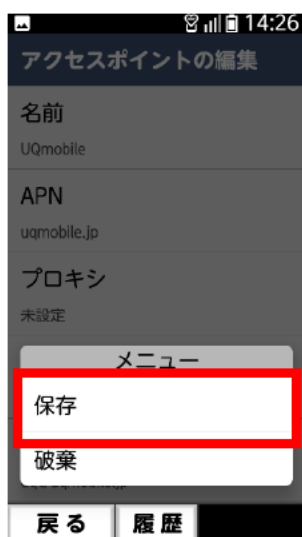 14:26
アクセスポイントの編集
名前
UQmobile
APN
uqmobile.jp
プロキシ
未設定
メニュー
保存
破棄
戻る 履歴